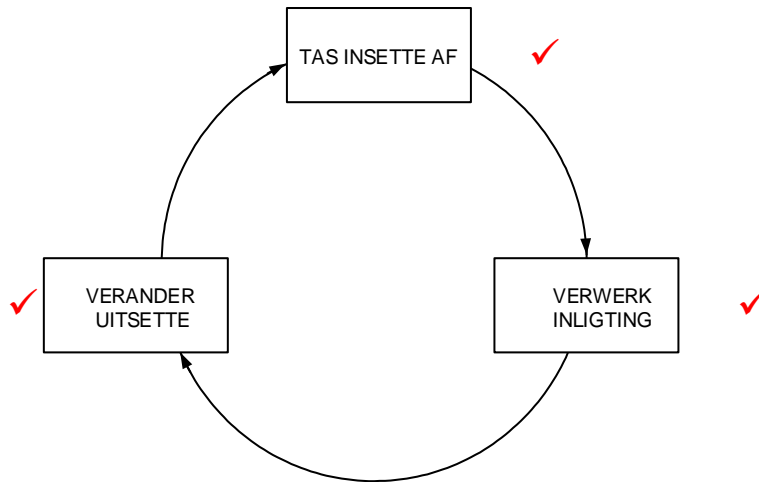 TAS INSETTE AF
VERANDER
UITSETTE
VERWERK
INLIGTING